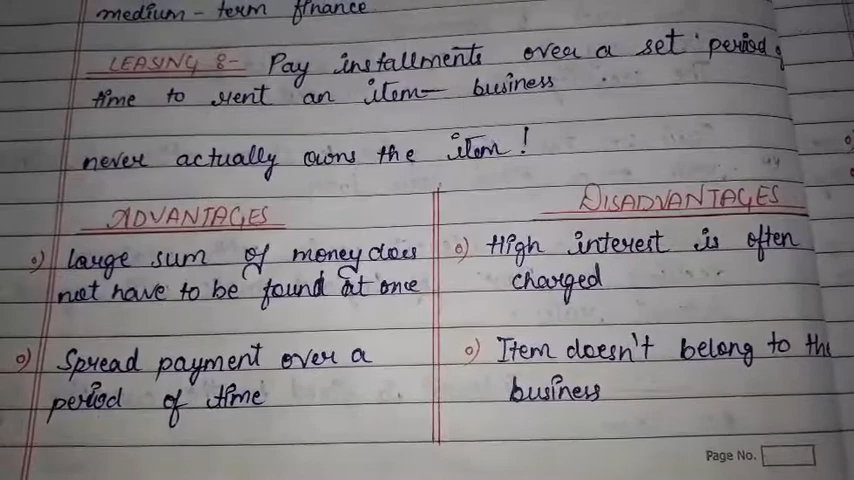 medium - term finance
LEASING :- Pay installments over a set period
time to rent an item- business
never actually owns the item!
ADVANTAGES
o) large sum of money does
not have to be found at once
o) Spread payment over a
period of time
DISADVANTAGES
o) High interest is often
charged
o) Item doesn't belong to the
business
Page No.